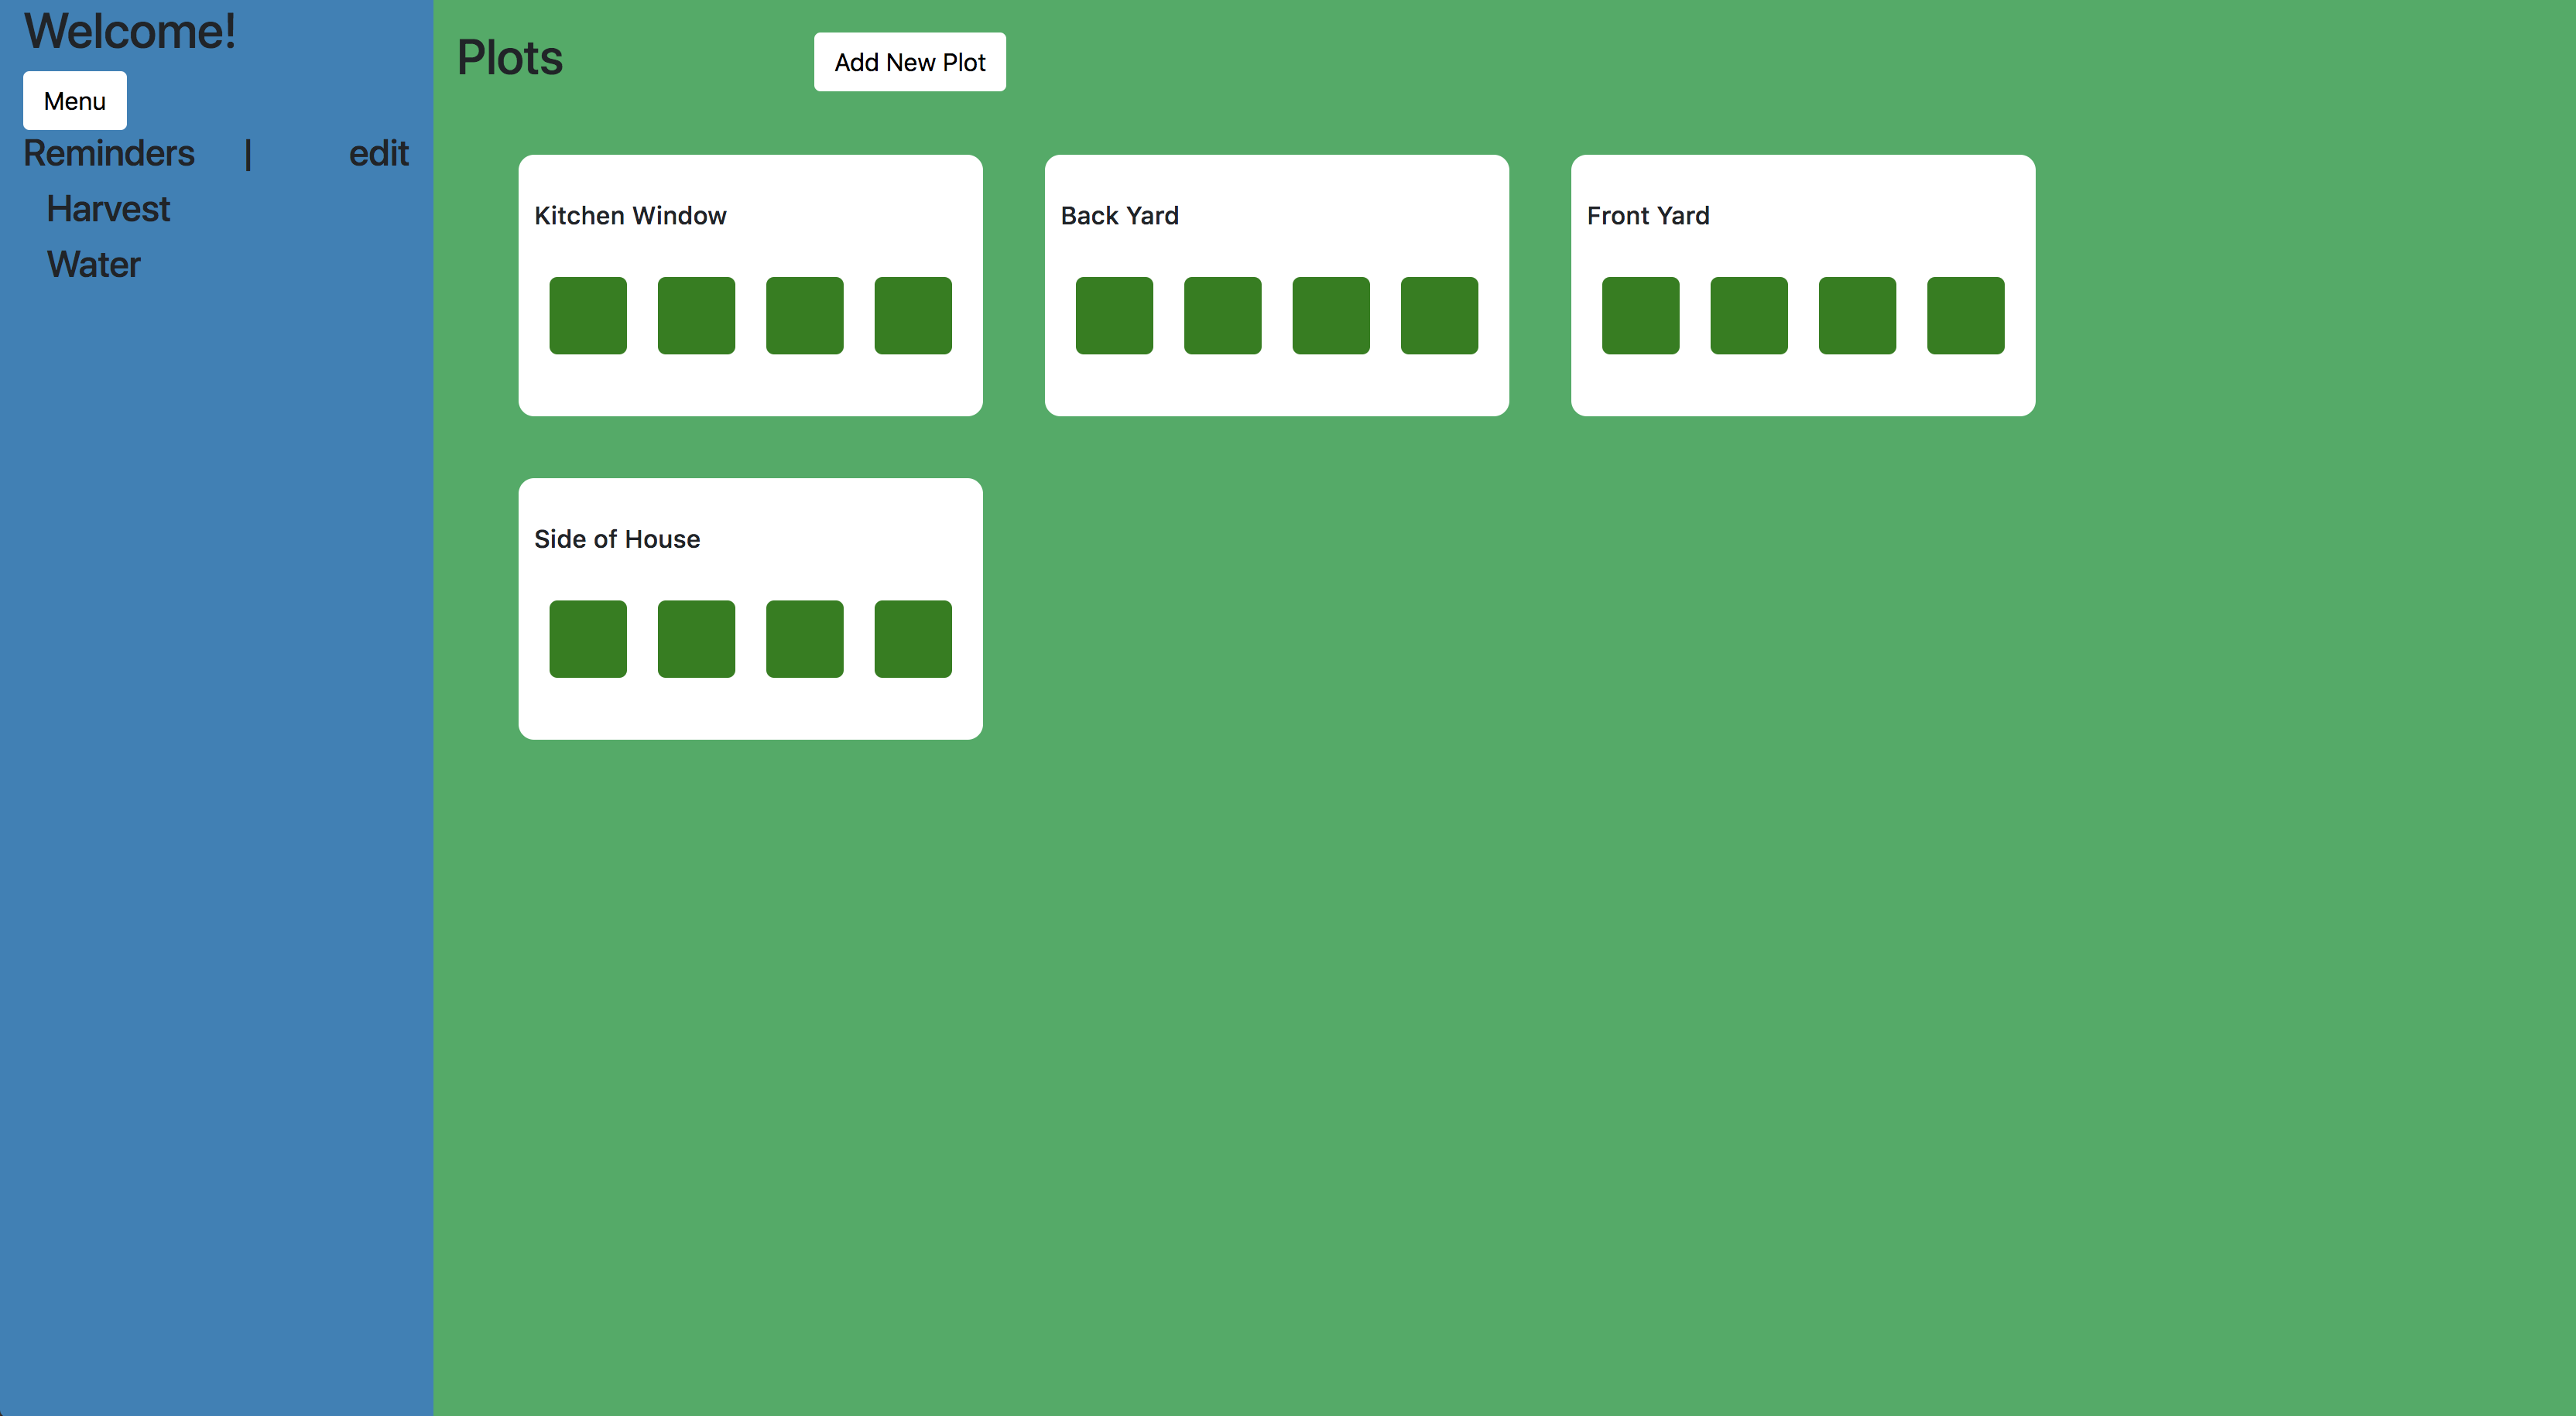 Welcome!
Menu
Reminders | edit
Harvest
Water
Plots
Add New Plot
Kitchen Window
Back Yard
Front Yard
Side of House